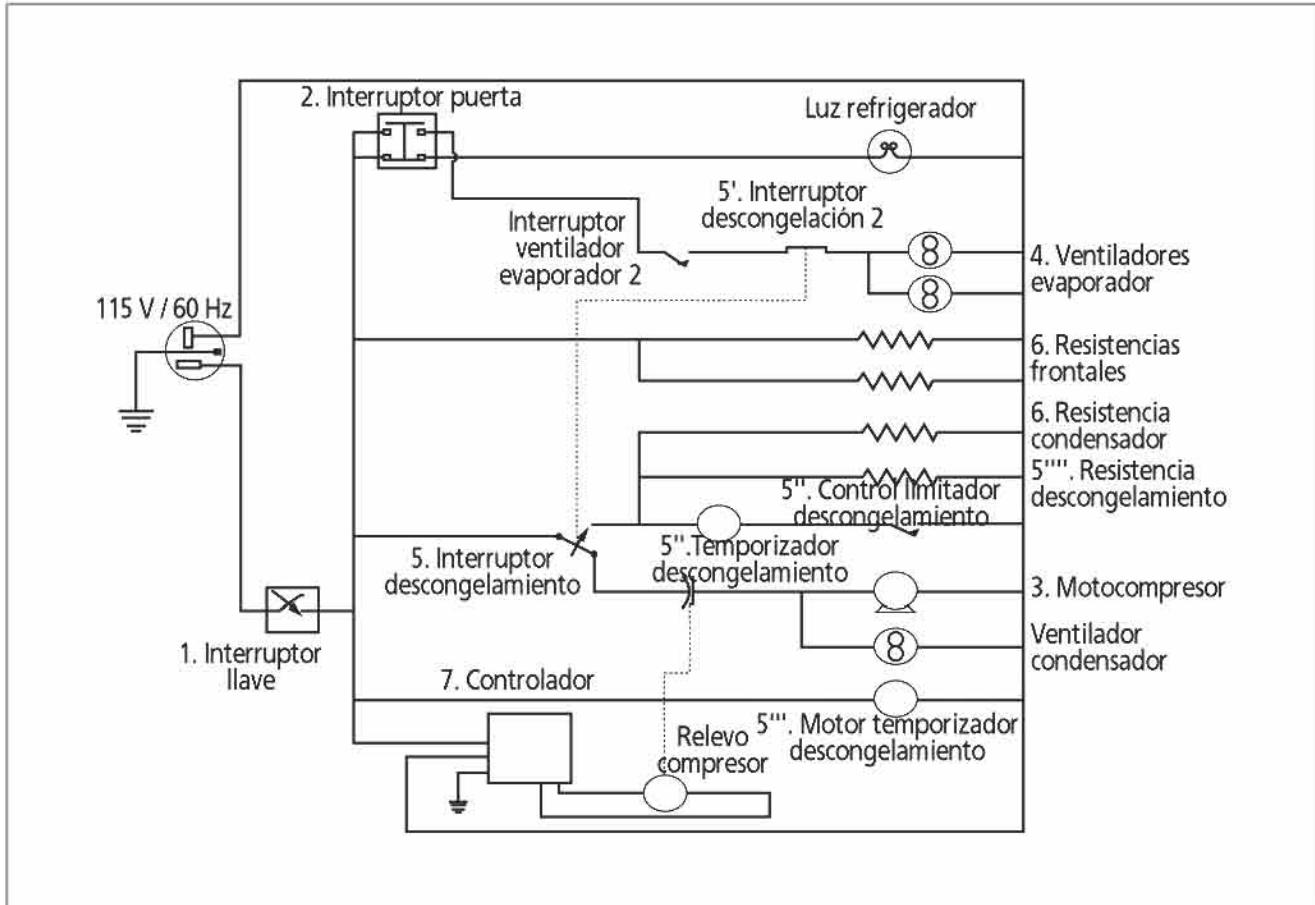 2. Interruptor puerta
Luz refrigerador
5'. Interruptor
descongelación 2
Interruptor
ventilador
evaporador 2
4. Ventiladores
evaporador
115 V / 60 Hz
6. Resistencias
frontales
6. Resistencia
condensador
5"". Resistencia
descongelamiento
5". Control limitador
descongelamiento
5. Interruptor
descongelamiento
5".Temporizador
descongelamiento
3. Motocompresor
Ventilador
condensador
1. Interruptor
llave
7. Controlador
5"'. Motor temporizador
descongelamiento
Relevo
compresor